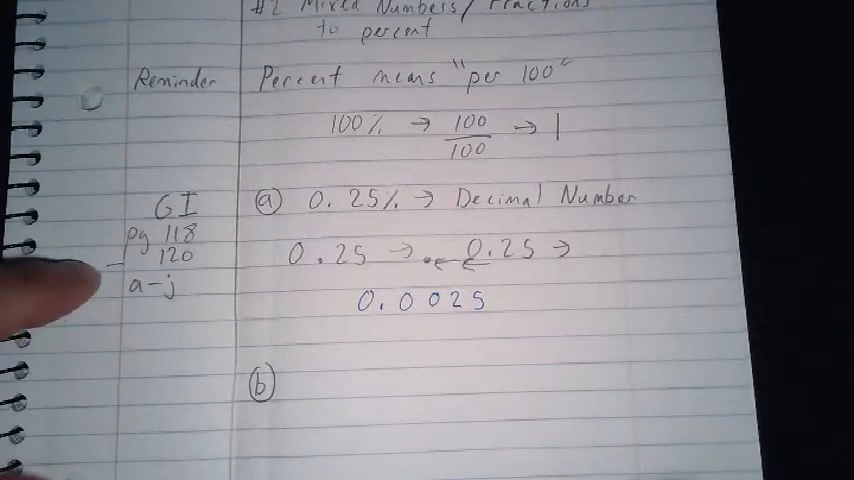 #2 Mixed Numbers/Fractions
to percent
Reminder
Percent means "per 100"
100% → 100/100 → 1
GI
pg 118
120
a-j
(a) 0.25% → Decimal Number
0.25 → . 0.25 →
0.0025
(b)